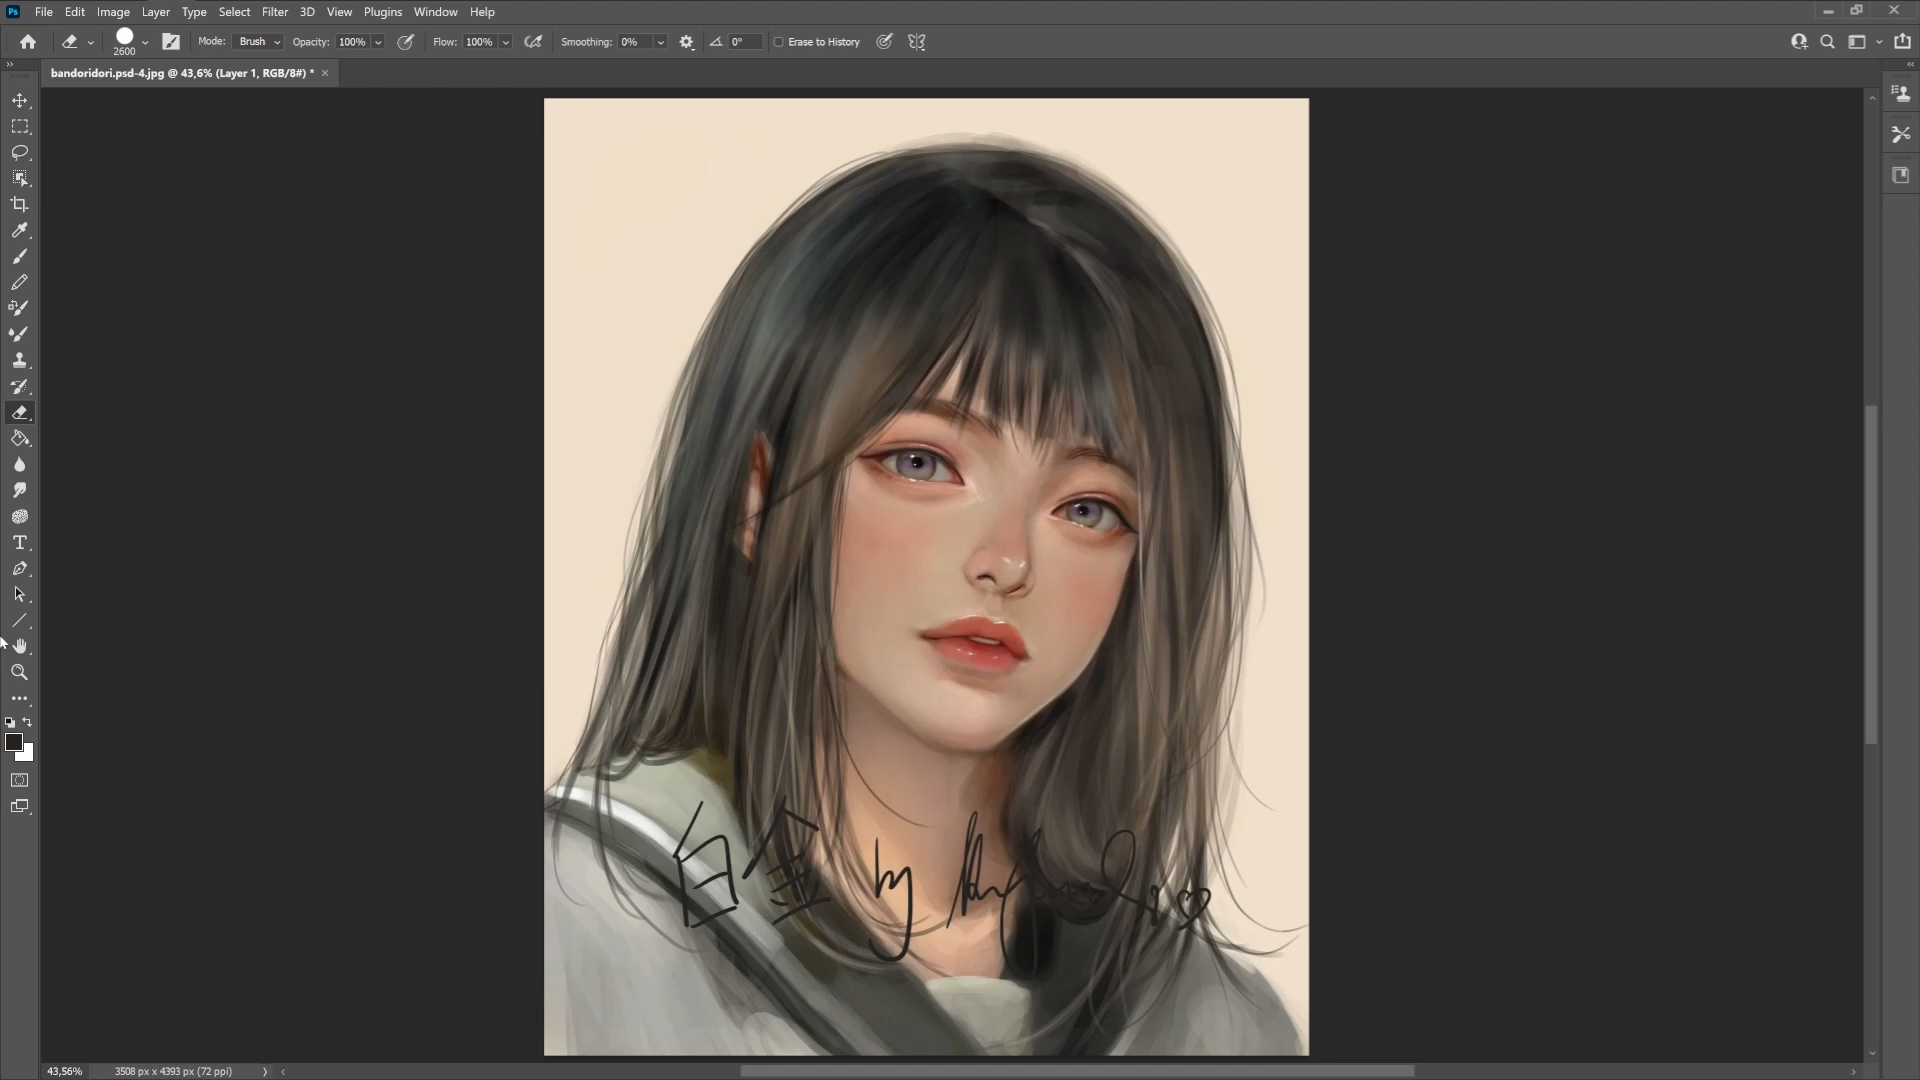 Ps File Edit Image Layer Type Select Filter 3D View Plugins Window Help
2600 Mode: Brush Opacity: 100% Flow: 100% Smoothing: 0% 0° Erase to History
bandoridori.psd-4.jpg @ 43,6% (Layer 1, RGB/8#) * ×
白金 by
43,56% 3508 px x 4393 px (72 ppi)